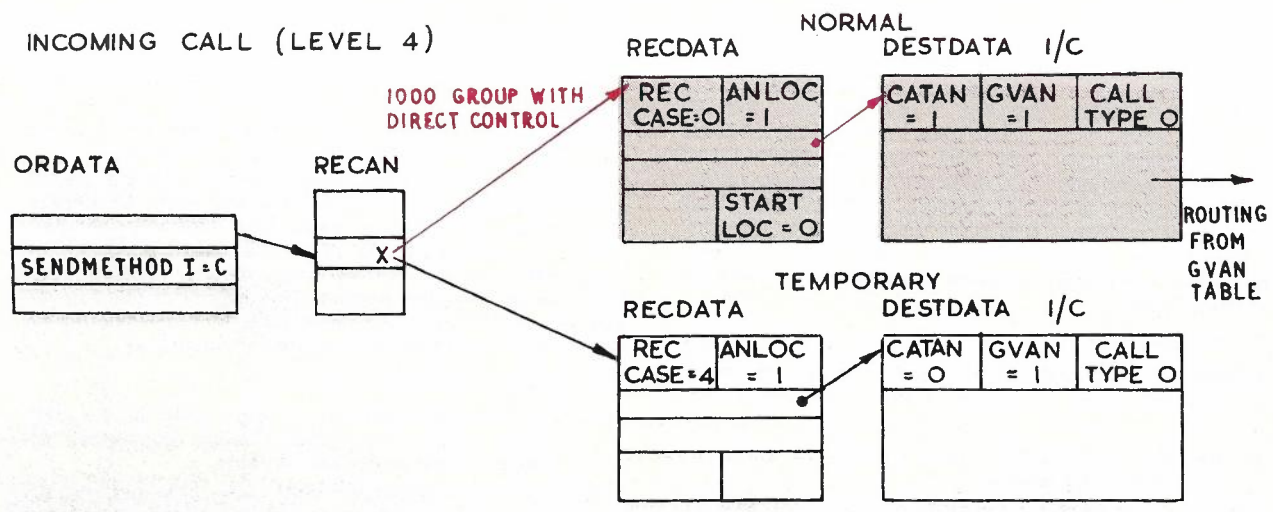 INCOMING CALL (LEVEL 4)
NORMAL
RECDATA
DESTDATA I/C
1000 GROUP WITH
DIRECT CONTROL
REC
CASE=0
ANLOC
= 1
CATAN
= 1
GVAN
= 1
CALL
TYPE 0
START
LOC = 0
ORDATA
RECAN
SENDMETHOD I=C
X
ROUTING
FROM
GVAN
TABLE
TEMPORARY
RECDATA
DESTDATA I/C
REC
CASE=4
ANLOC
= 1
CATAN
= 0
GVAN
= 1
CALL
TYPE 0